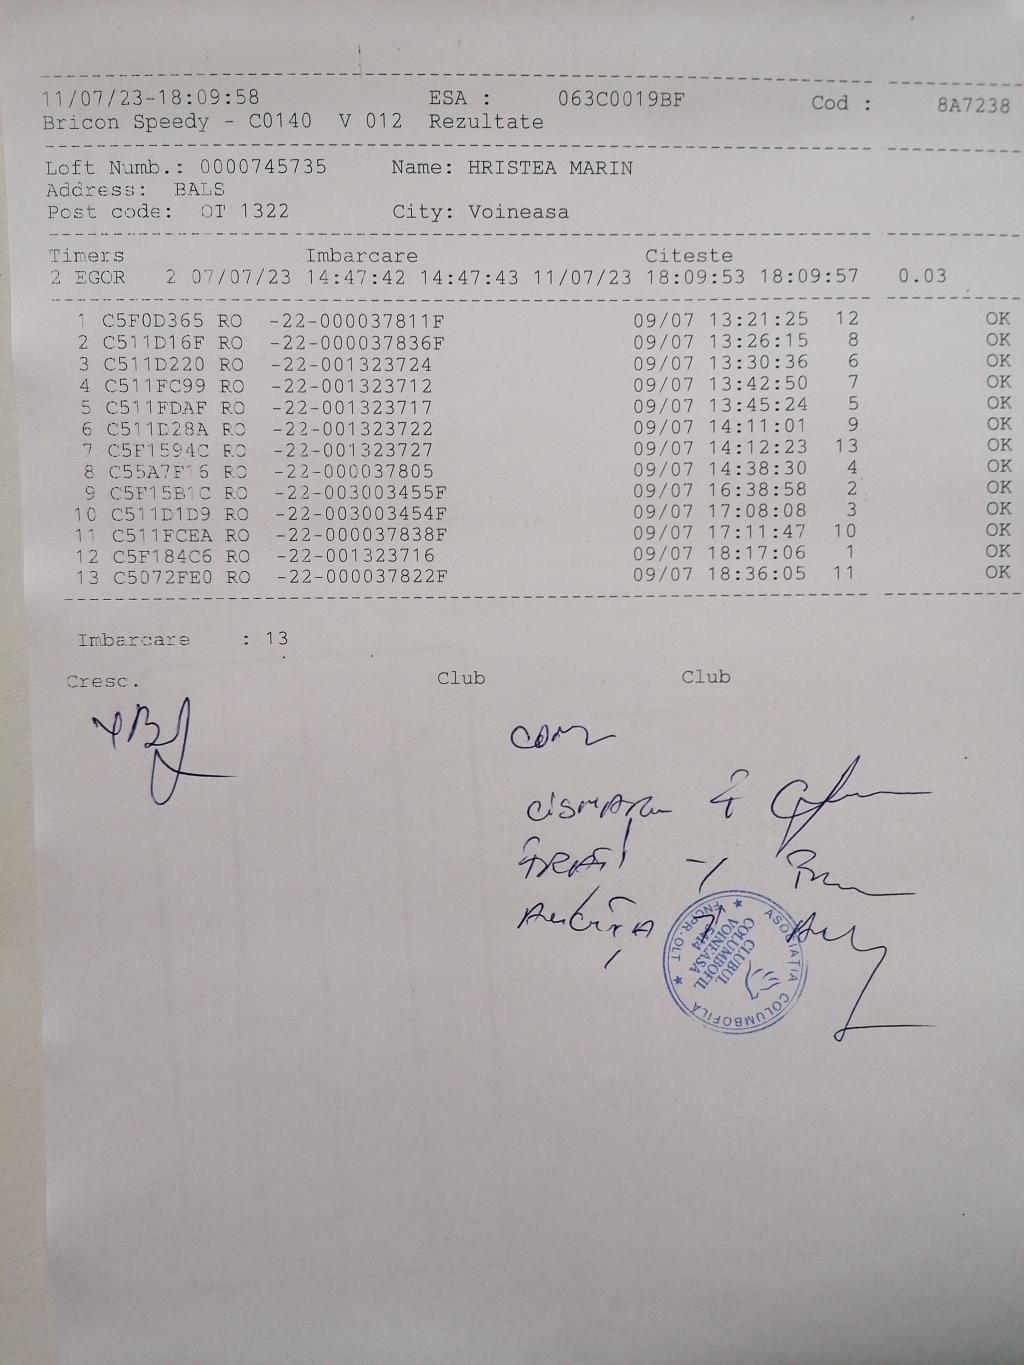 11/07/23-18:09:58 ESA : 063C0019BF Cod : 8A7238
Bricon Speedy - C0140 V 012 Rezultate
Loft Numb.: 0000745735 Name: HRISTEA MARIN
Address: BALS
Post code: OT 1322 City: Voineasa
Timers Imbarcare Citeste
2 EGOR 2 07/07/23 14:47:42 14:47:43 11/07/23 18:09:53 18:09:57 0.03
1 C5F0D365 RO -22-000037811F 09/07 13:21:25 12 OK
2 C511D16F RO -22-000037836F 09/07 13:26:15 8 OK
3 C511D220 RO -22-001323724 09/07 13:30:36 6 OK
4 C511FC99 RO -22-001323712 09/07 13:42:50 7 OK
5 C511FDAF RO -22-001323717 09/07 13:45:24 5 OK
6 C511D28A RO -22-001323722 09/07 14:11:01 9 OK
7 C5F1594C RO -22-001323727 09/07 14:12:23 13 OK
8 C55A7F16 RO -22-000037805 09/07 14:38:30 4 OK
9 C5F15B1C RO -22-003003455F 09/07 16:38:58 2 OK
10 C511D1D9 RO -22-003003454F 09/07 17:08:08 3 OK
11 C511FCEA RO -22-000037838F 09/07 17:11:47 10 OK
12 C5F184C6 RO -22-001323716 09/07 18:17:06 1 OK
13 C5072FE0 RO -22-000037822F 09/07 18:36:05 11 OK
Imbarcare : 13
Cresc. Club Club
ASOCIATIA COLUMBOFILA
FNCPR.OLT
CLUBUL
COLUMBOFIL
VOINEASA